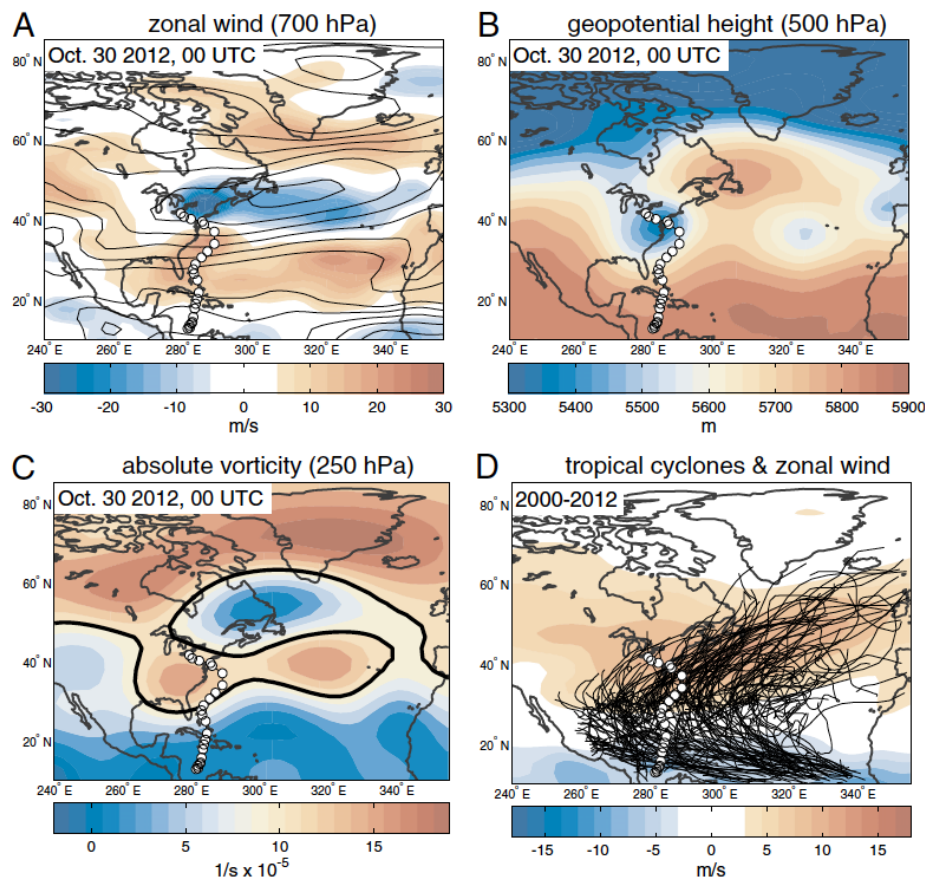 A
zonal wind (700 hPa)
Oct. 30 2012, 00 UTC
80° N
60° N
40° N
20° N
240° E
260° E
280° E
300° E
320° E
340° E
-30 -20 -10 0 10 20 30
m/s
B
geopotential height (500 hPa)
Oct. 30 2012, 00 UTC
80° N
60° N
40° N
20° N
240° E
260° E
280° E
300° E
320° E
340° E
5300 5400 5500 5600 5700 5800 5900
m
C
absolute vorticity (250 hPa)
Oct. 30 2012, 00 UTC
80° N
60° N
40° N
20° N
240° E
260° E
280° E
300° E
320° E
340° E
0 5 10 15
1/s x 10-5
D
tropical cyclones & zonal wind
2000-2012
80° N
60° N
40° N
20° N
240° E
260° E
280° E
300° E
320° E
340° E
-15 -10 -5 0 5 10 15
m/s